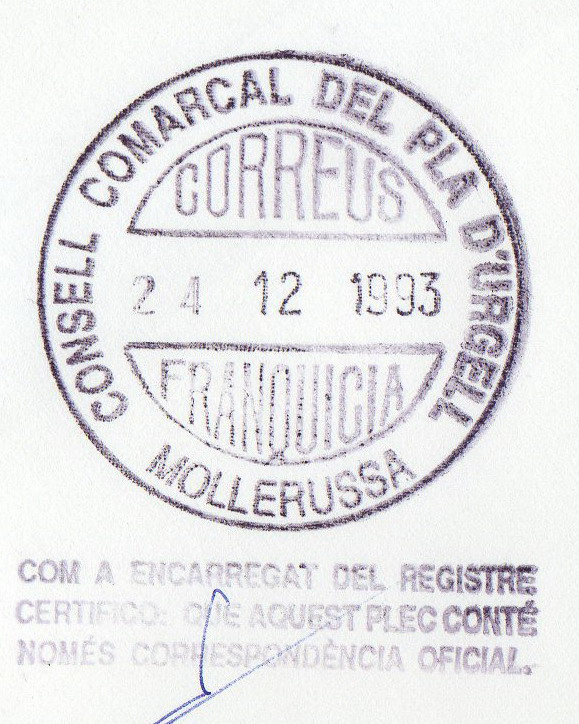 CONSELL COMARCAL DEL PLA D'URGELL
CORREUS
24 12 1993
FRANQUICIA
MOLLERUSSA
COM A ENCARREGAT DEL REGISTRE
CERTIFICO: QUE AQUEST PLEC CONTÉ
NOMÉS CORRESPONDÈNCIA OFICIAL.